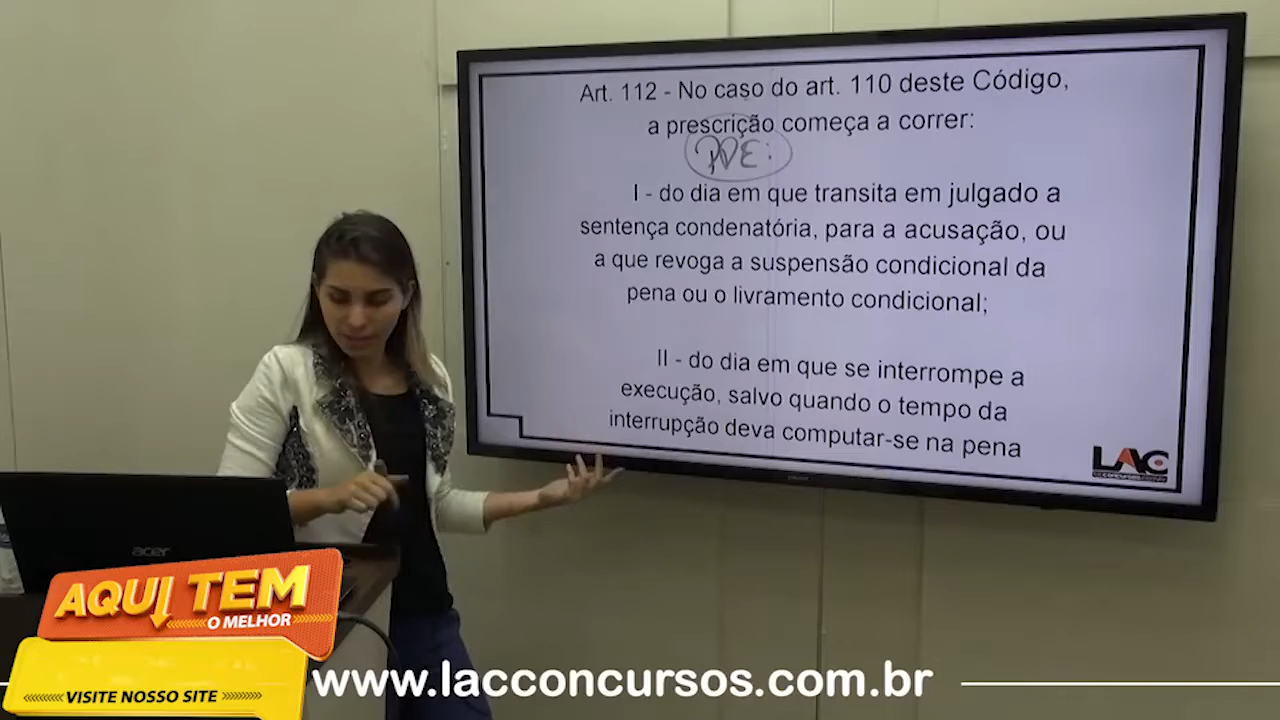 Art. 112 - No caso do art. 110 deste Código,
a prescrição começa a correr:
PPE:
I - do dia em que transita em julgado a
sentença condenatória, para a acusação, ou
a que revoga a suspensão condicional da
pena ou o livramento condicional;
II - do dia em que se interrompe a
execução, salvo quando o tempo da
interrupção deva computar-se na pena
LAC
acer
AQUI TEM
O MELHOR
VISITE NOSSO SITE
www.lacconcursos.com.br